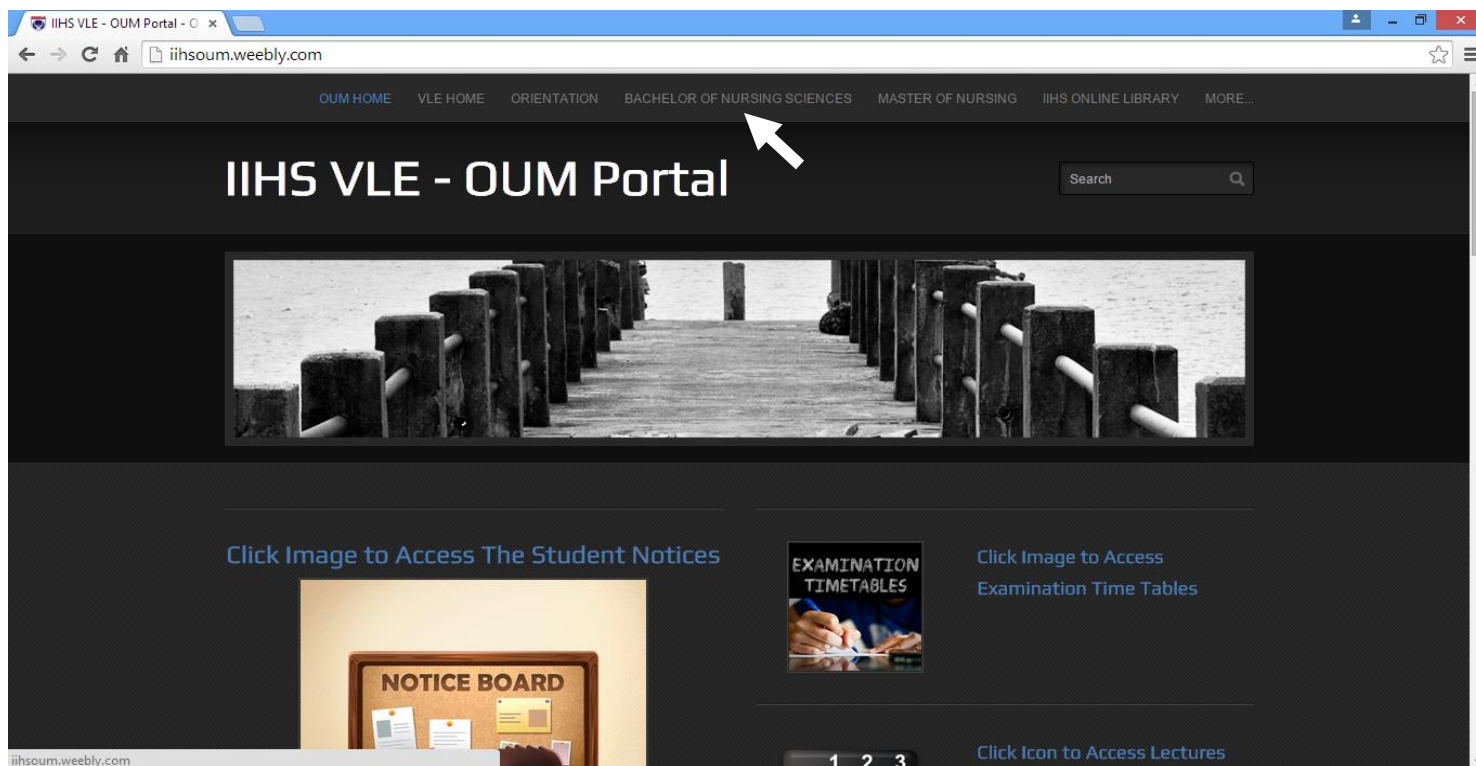 IIHS VLE - OUM Portal - O
iihsoum.weebly.com
OUM HOME VLE HOME ORIENTATION BACHELOR OF NURSING SCIENCES MASTER OF NURSING IIHS ONLINE LIBRARY MORE...
IIHS VLE - OUM Portal
Search
Click Image to Access The Student Notices
NOTICE BOARD
EXAMINATION
TIMETABLES
Click Image to Access
Examination Time Tables
1 2 3
Click Icon to Access Lectures
iihsoum.weebly.com